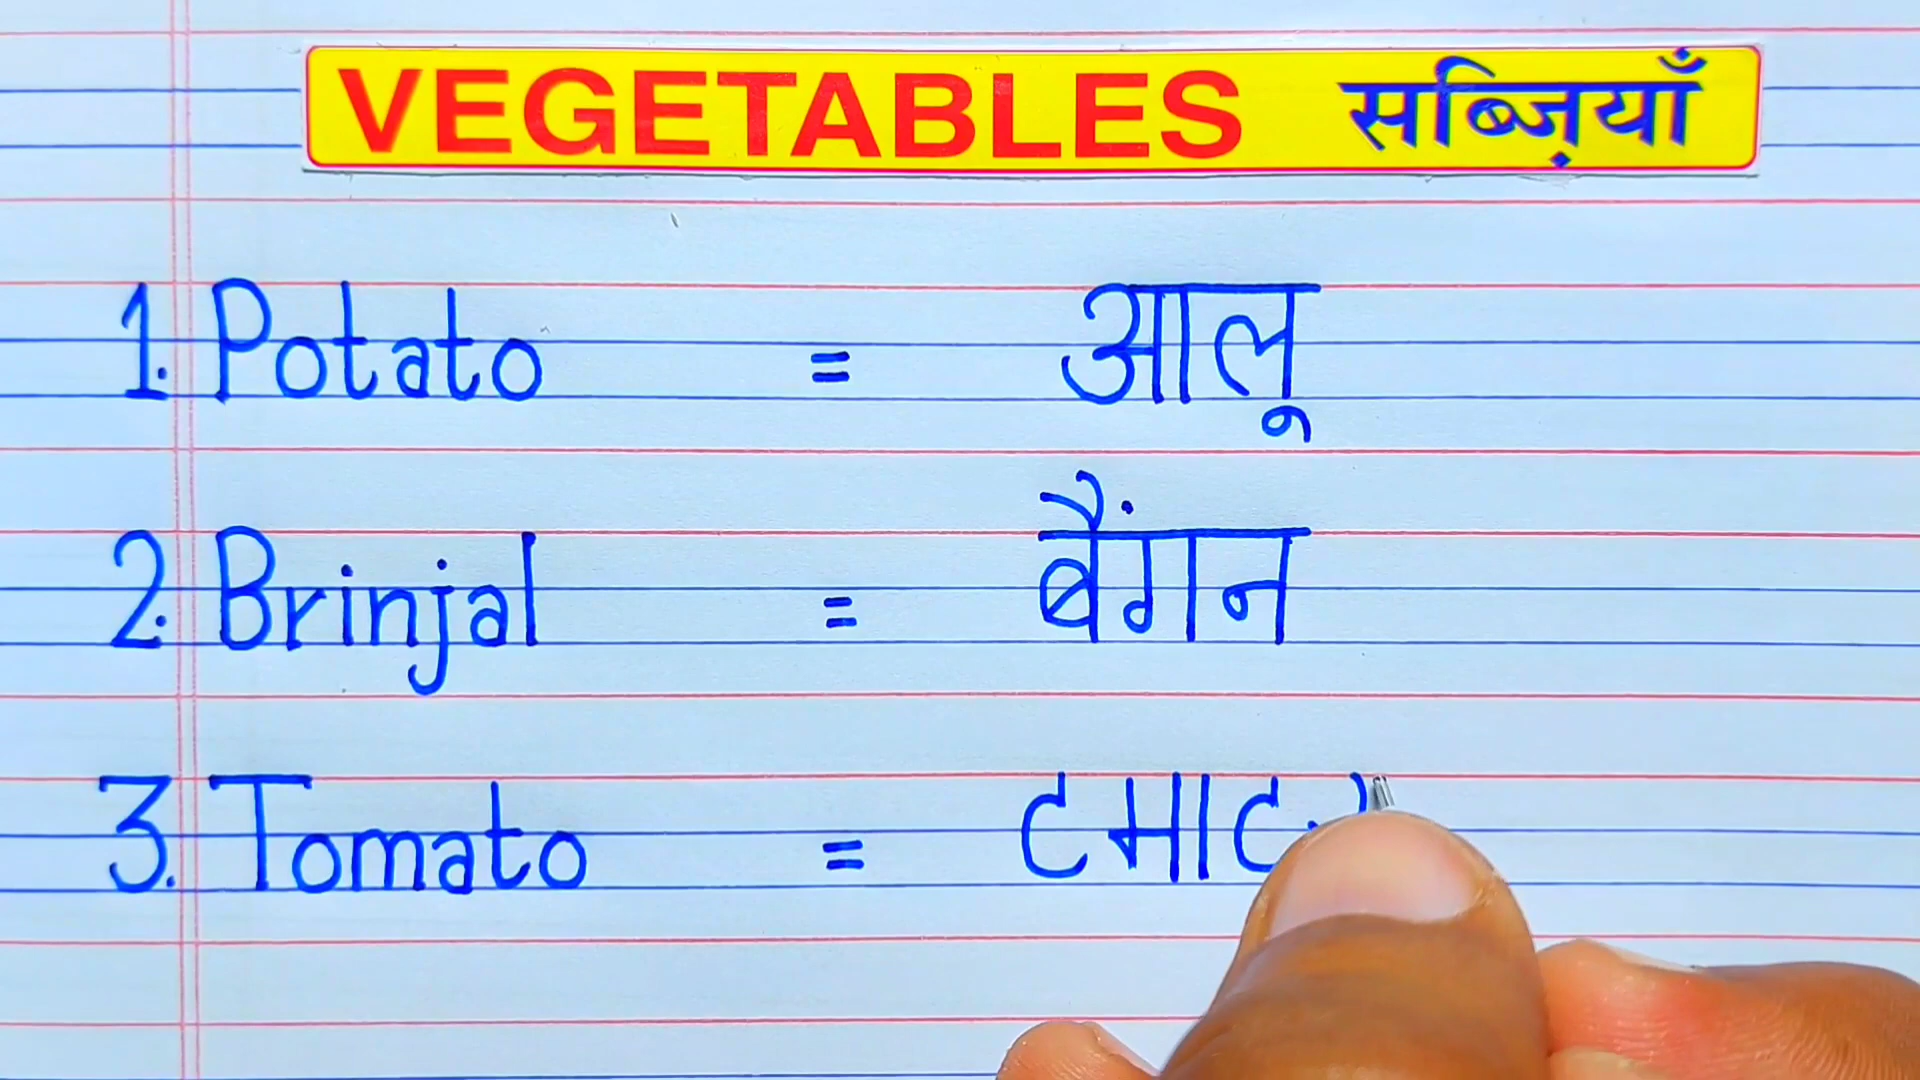 VEGETABLES सब्ज़ियाँ
1. Potato = आलू
2. Brinjal = बैंगन
3. Tomato =